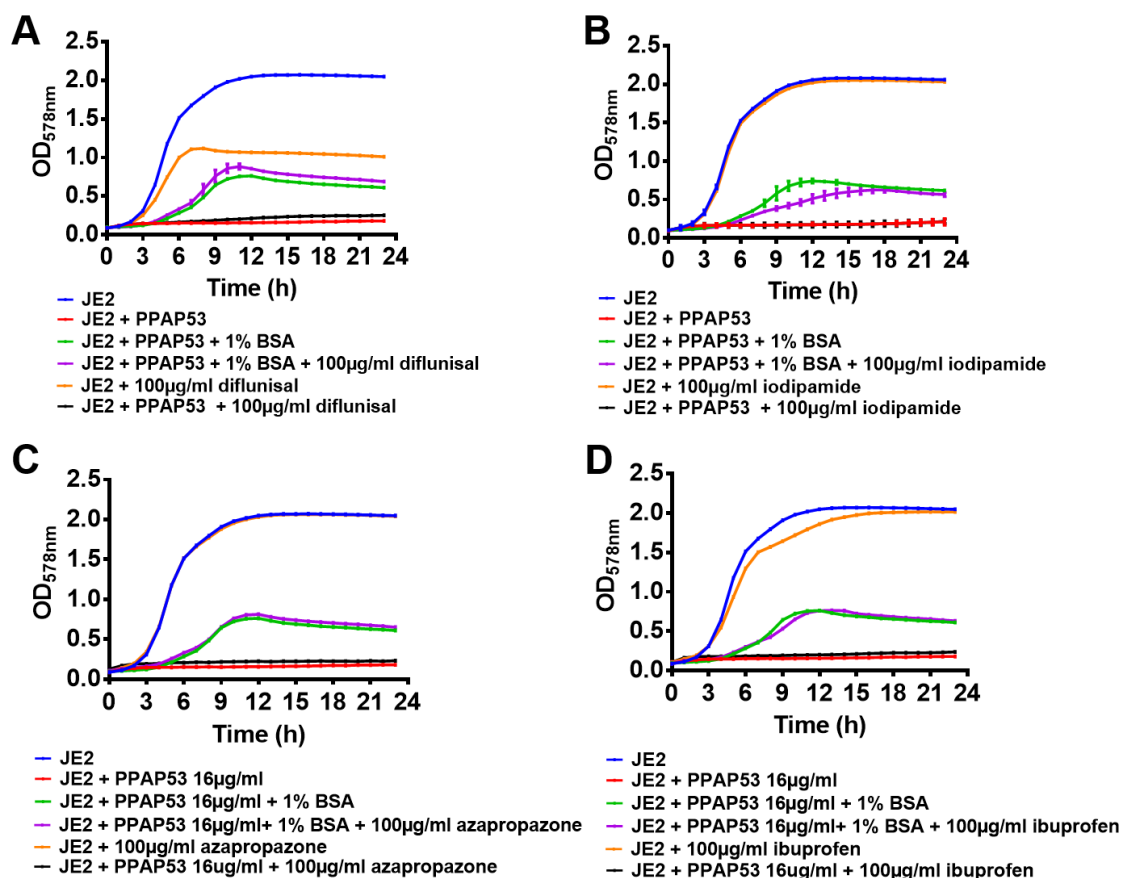 A
OD578nm
2.5
2.0
1.5
1.0
0.5
0.0
0 3 6 9 12 15 18 21 24
Time (h)
JE2
JE2 + PPAP53
JE2 + PPAP53 + 1% BSA
JE2 + PPAP53 + 1% BSA + 100µg/ml diflunisal
JE2 + 100µg/ml diflunisal
JE2 + PPAP53 + 100µg/ml diflunisal
B
OD578nm
2.5
2.0
1.5
1.0
0.5
0.0
0 3 6 9 12 15 18 21 24
Time (h)
JE2
JE2 + PPAP53
JE2 + PPAP53 + 1% BSA
JE2 + PPAP53 + 1% BSA + 100µg/ml iodipamide
JE2 + 100µg/ml iodipamide
JE2 + PPAP53 + 100µg/ml iodipamide
C
OD578nm
2.5
2.0
1.5
1.0
0.5
0.0
0 3 6 9 12 15 18 21 24
Time (h)
JE2
JE2 + PPAP53 16µg/ml
JE2 + PPAP53 16µg/ml + 1% BSA
JE2 + PPAP53 16µg/ml+ 1% BSA + 100µg/ml azapropazone
JE2 + 100µg/ml azapropazone
JE2 + PPAP53 16ug/ml + 100µg/ml azapropazone
D
OD578nm
2.5
2.0
1.5
1.0
0.5
0.0
0 3 6 9 12 15 18 21 24
Time (h)
JE2
JE2 + PPAP53 16µg/ml
JE2 + PPAP53 16µg/ml + 1% BSA
JE2 + PPAP53 16µg/ml+ 1% BSA + 100µg/ml ibuprofen
JE2 + 100µg/ml ibuprofen
JE2 + PPAP53 16ug/ml + 100µg/ml ibuprofen